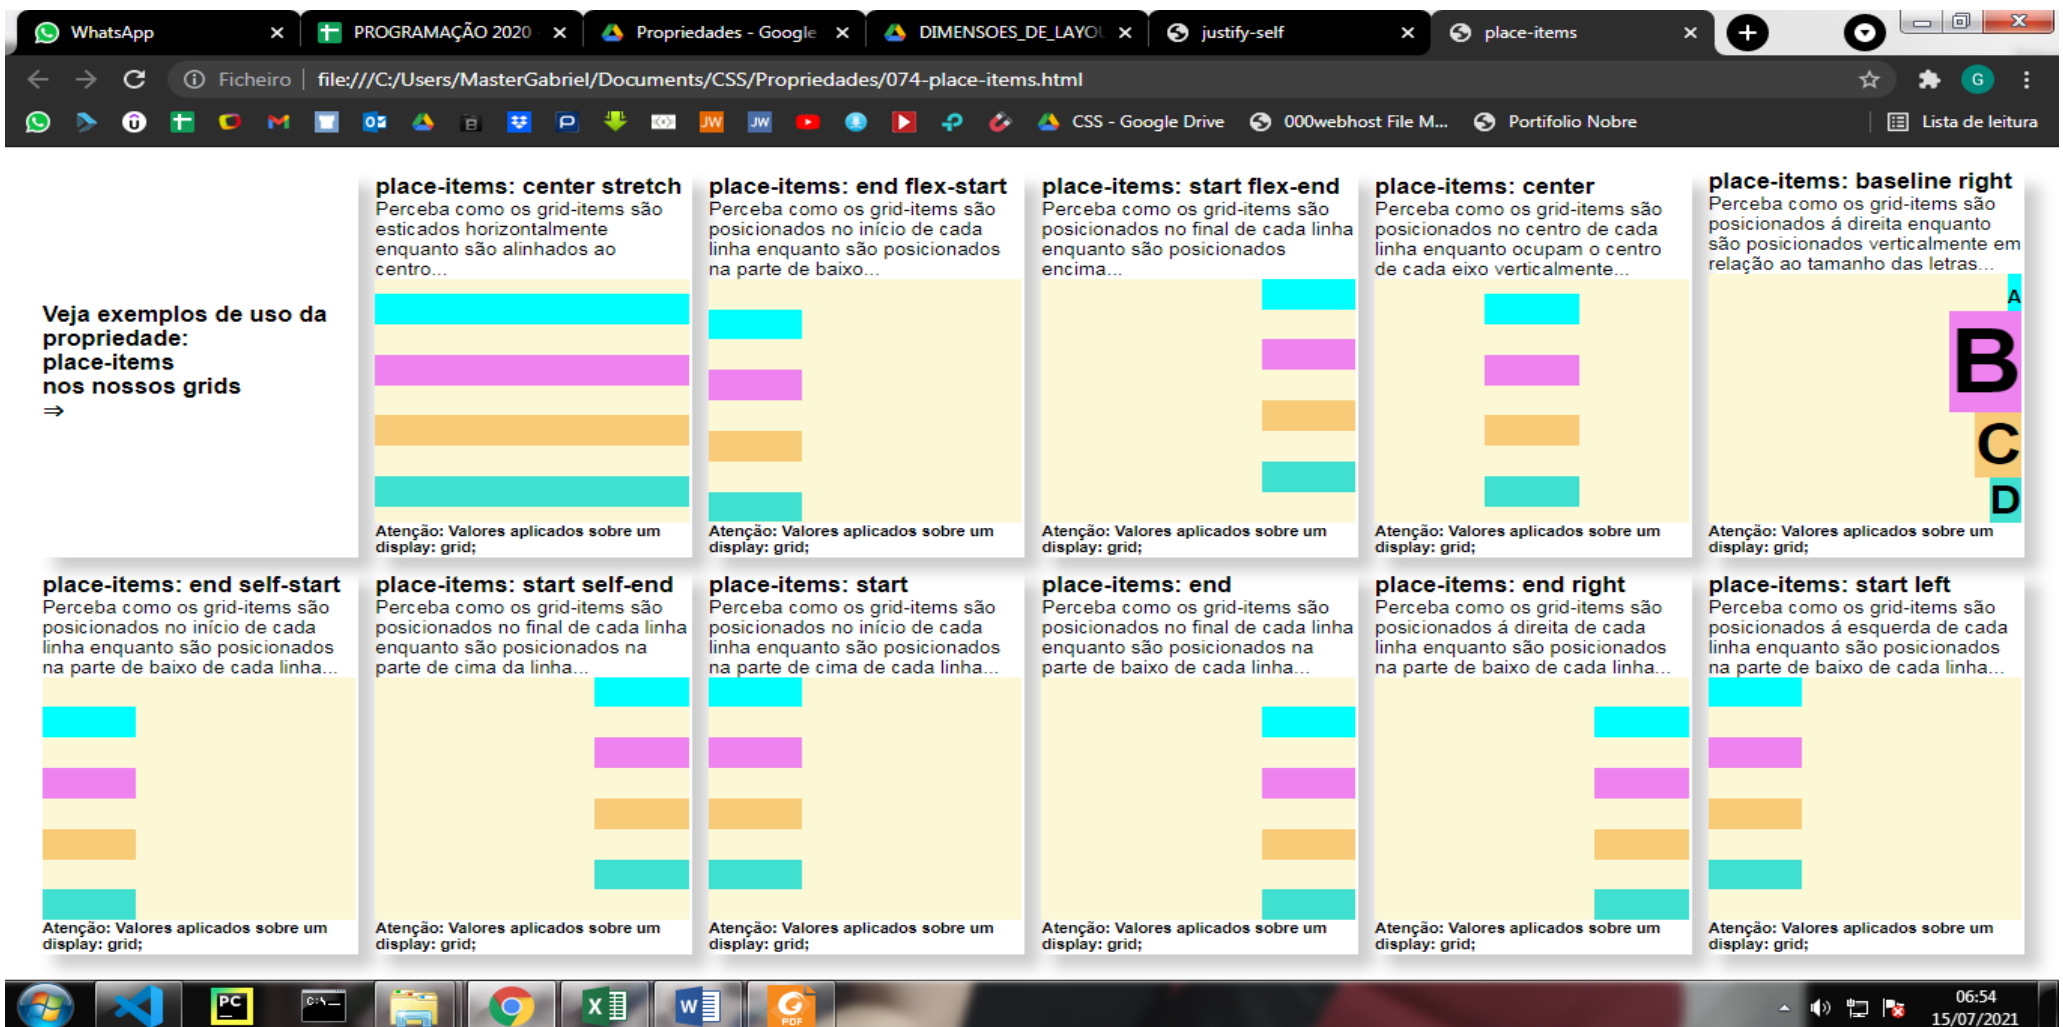 WhatsApp
PROGRAMAÇÃO 2020
Propriedades - Google
DIMENSOES_DE_LAYOU
justify-self
place-items
Ficheiro | file:///C:/Users/MasterGabriel/Documents/CSS/Propriedades/074-place-items.html
G
CSS - Google Drive
000webhost File M...
Portifolio Nobre
Lista de leitura
Veja exemplos de uso da
propriedade:
place-items
nos nossos grids
⇒
place-items: center stretch
Perceba como os grid-items são
esticados horizontalmente
enquanto são alinhados ao
centro...
Atenção: Valores aplicados sobre um
display: grid;
place-items: end flex-start
Perceba como os grid-items são
posicionados no início de cada
linha enquanto são posicionados
na parte de baixo...
Atenção: Valores aplicados sobre um
display: grid;
place-items: start flex-end
Perceba como os grid-items são
posicionados no final de cada linha
enquanto são posicionados
encima...
Atenção: Valores aplicados sobre um
display: grid;
place-items: center
Perceba como os grid-items são
posicionados no centro de cada
linha enquanto ocupam o centro
de cada eixo verticalmente...
Atenção: Valores aplicados sobre um
display: grid;
place-items: baseline right
Perceba como os grid-items são
posicionados á direita enquanto
são posicionados verticalmente em
relação ao tamanho das letras...
A
B
C
D
Atenção: Valores aplicados sobre um
display: grid;
place-items: end self-start
Perceba como os grid-items são
posicionados no início de cada
linha enquanto são posicionados
na parte de baixo de cada linha...
Atenção: Valores aplicados sobre um
display: grid;
place-items: start self-end
Perceba como os grid-items são
posicionados no final de cada linha
enquanto são posicionados na
parte de cima da linha...
Atenção: Valores aplicados sobre um
display: grid;
place-items: start
Perceba como os grid-items são
posicionados no início de cada
linha enquanto são posicionados
na parte de cima de cada linha...
Atenção: Valores aplicados sobre um
display: grid;
place-items: end
Perceba como os grid-items são
posicionados no final de cada linha
enquanto são posicionados na
parte de baixo de cada linha...
Atenção: Valores aplicados sobre um
display: grid;
place-items: end right
Perceba como os grid-items são
posicionados á direita de cada
linha enquanto são posicionados
na parte de baixo de cada linha...
Atenção: Valores aplicados sobre um
display: grid;
place-items: start left
Perceba como os grid-items são
posicionados á esquerda de cada
linha enquanto são posicionados
na parte de baixo de cada linha...
Atenção: Valores aplicados sobre um
display: grid;
06:54
15/07/2021